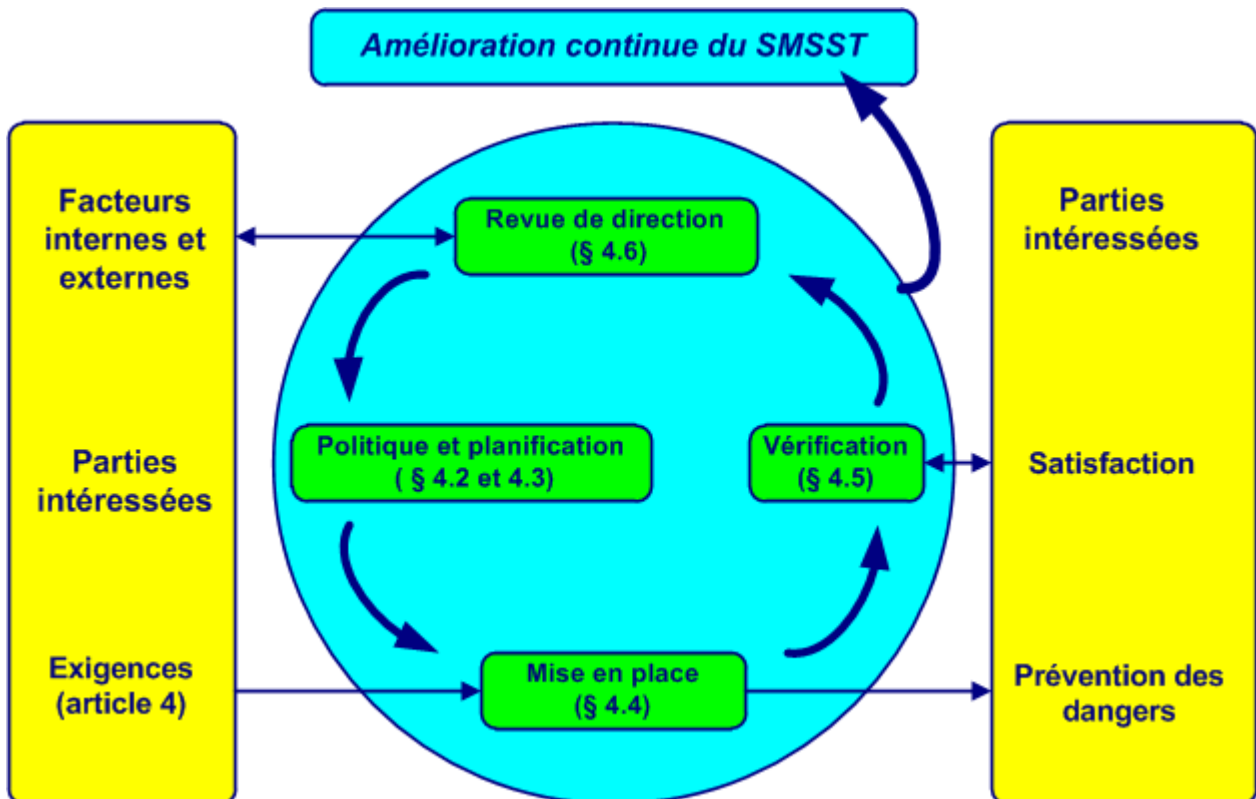 Amélioration continue du SMSST
Facteurs
internes et
externes
Parties
intéressées
Exigences
(article 4)
Revue de direction
(§ 4.6)
Politique et planification
( § 4.2 et 4.3)
Vérification
(§ 4.5)
Mise en place
(§ 4.4)
Parties
intéressées
Satisfaction
Prévention des
dangers